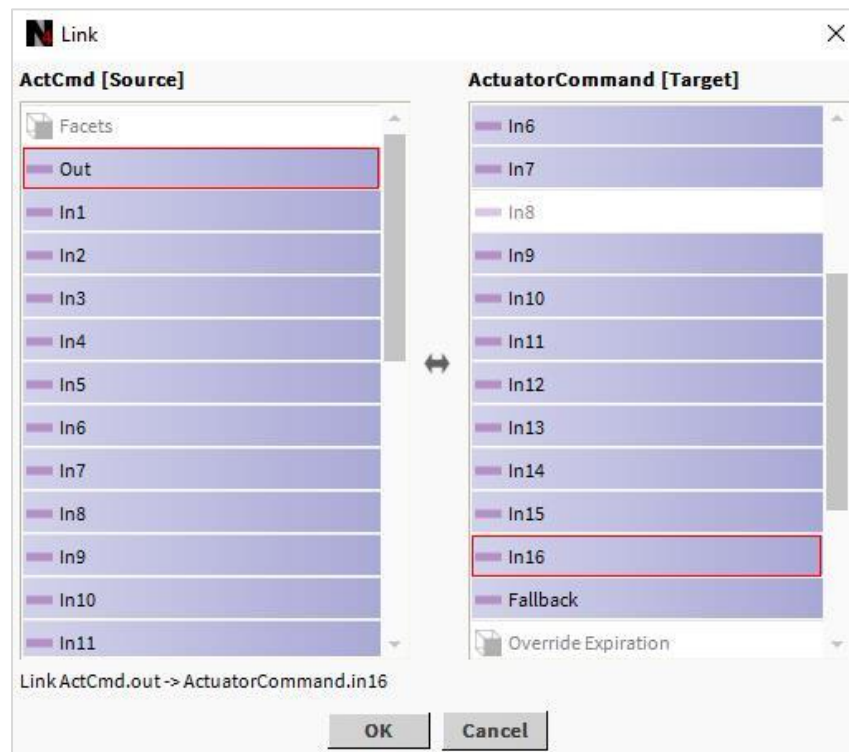 Link
ActCmd [Source]
Facets
Out
In1
In2
In3
In4
In5
In6
In7
In8
In9
In10
In11
ActuatorCommand [Target]
In6
In7
In8
In9
In10
In11
In12
In13
In14
In15
In16
Fallback
Override Expiration
Link ActCmd.out -> ActuatorCommand.in16
OK
Cancel